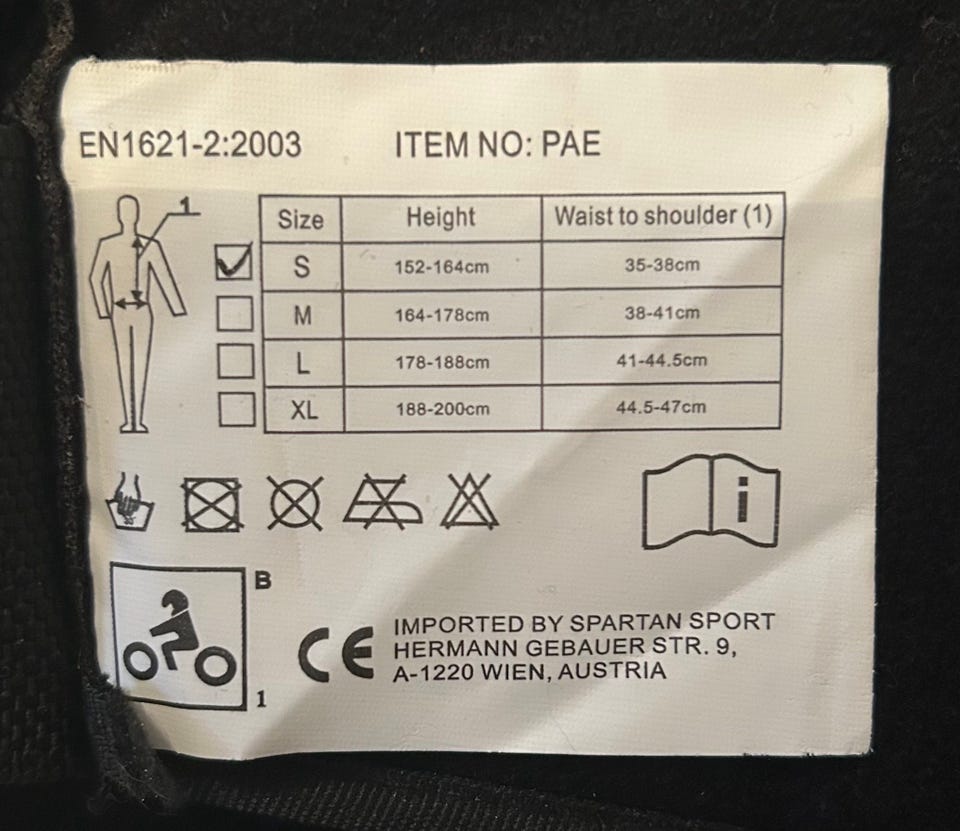 EN1621-2:2003 ITEM NO: PAE
1
Size Height Waist to shoulder (1)
S 152-164cm 35-38cm
M 164-178cm 38-41cm
L 178-188cm 41-44.5cm
XL 188-200cm 44.5-47cm
i
B
CE IMPORTED BY SPARTAN SPORT
HERMANN GEBAUER STR. 9,
A-1220 WIEN, AUSTRIA
1